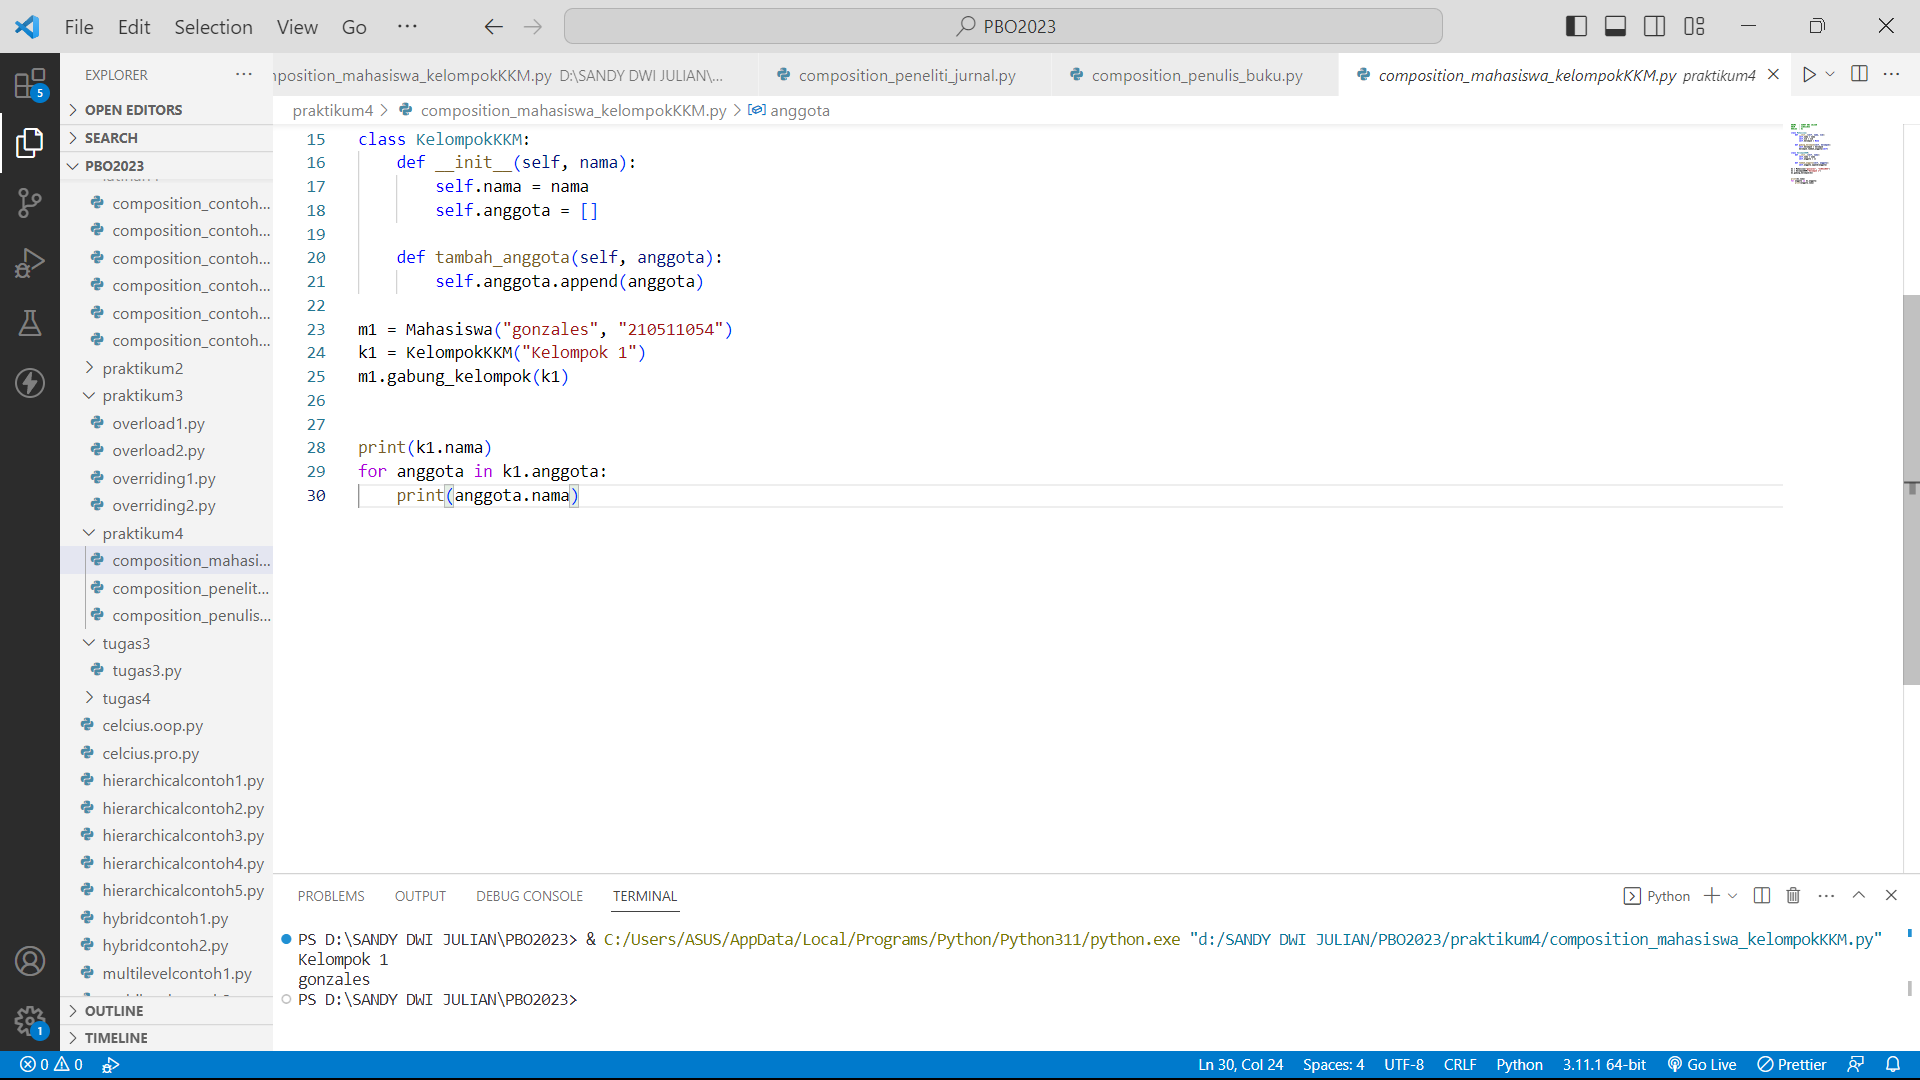 File Edit Selection View Go ··· PBO2023
EXPLORER ···
OPEN EDITORS
SEARCH
PBO2023
composition_contoh...
composition_contoh...
composition_contoh...
composition_contoh...
composition_contoh...
composition_contoh...
praktikum2
praktikum3
overload1.py
overload2.py
overriding1.py
overriding2.py
praktikum4
composition_mahasi...
composition_penelit...
composition_penulis...
tugas3
tugas3.py
tugas4
celcius.oop.py
celcius.pro.py
hierarchicalcontoh1.py
hierarchicalcontoh2.py
hierarchicalcontoh3.py
hierarchicalcontoh4.py
hierarchicalcontoh5.py
hybridcontoh1.py
hybridcontoh2.py
multilevelcontoh1.py
OUTLINE
TIMELINE
5
1
mposition_mahasiswa_kelompokKKM.py D:\SANDY DWI JULIAN\... composition_peneliti_jurnal.py composition_penulis_buku.py composition_mahasiswa_kelompokKKM.py praktikum4 ···
praktikum4 > composition_mahasiswa_kelompokKKM.py > anggota
15 class KelompokKKM:
16     def __init__(self, nama):
17         self.nama = nama
18         self.anggota = []
19
20     def tambah_anggota(self, anggota):
21         self.anggota.append(anggota)
22
23 m1 = Mahasiswa("gonzales", "210511054")
24 k1 = KelompokKKM("Kelompok 1")
25 m1.gabung_kelompok(k1)
26
27
28 print(k1.nama)
29 for anggota in k1.anggota:
30     print(anggota.nama)
PROBLEMS OUTPUT DEBUG CONSOLE TERMINAL Python ···
PS D:\SANDY DWI JULIAN\PBO2023> & C:/Users/ASUS/AppData/Local/Programs/Python/Python311/python.exe "d:/SANDY DWI JULIAN/PBO2023/praktikum4/composition_mahasiswa_kelompokKKM.py"
Kelompok 1
gonzales
PS D:\SANDY DWI JULIAN\PBO2023>
0 0 Ln 30, Col 24 Spaces: 4 UTF-8 CRLF Python 3.11.1 64-bit Go Live Prettier